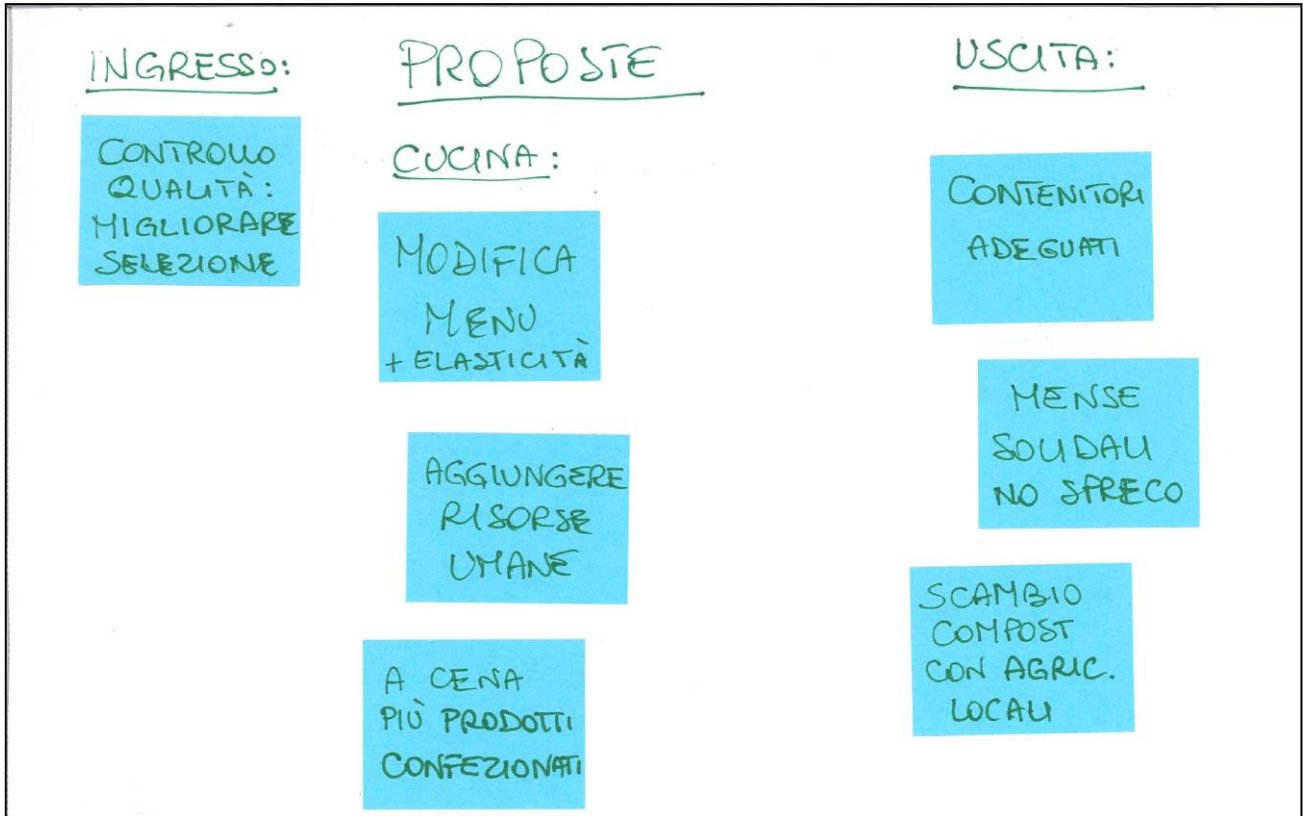 INGRESSO:
CONTROLLO
QUALITÀ:
MIGLIORARE
SELEZIONE
PROPOSTE
CUCINA:
MODIFICA
MENU
+ ELASTICITÀ
AGGIUNGERE
RISORSE
UMANE
A CENA
PIÙ PRODOTTI
CONFEZIONATI
USCITA:
CONTENITORI
ADEGUATI
MENSE
SOLIDALI
NO SPRECO
SCAMBIO
COMPOST
CON AGRIC.
LOCALI